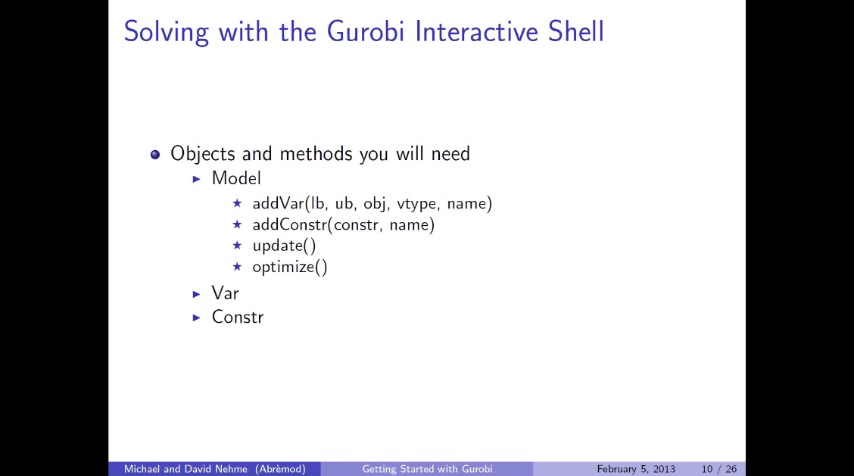 Solving with the Gurobi Interactive Shell
Objects and methods you will need
Model
addVar(lb, ub, obj, vtype, name)
addConstr(constr, name)
update()
optimize()
Var
Constr
Michael and David Nehme (Abrèmod) Getting Started with Gurobi February 5, 2013 10 / 26